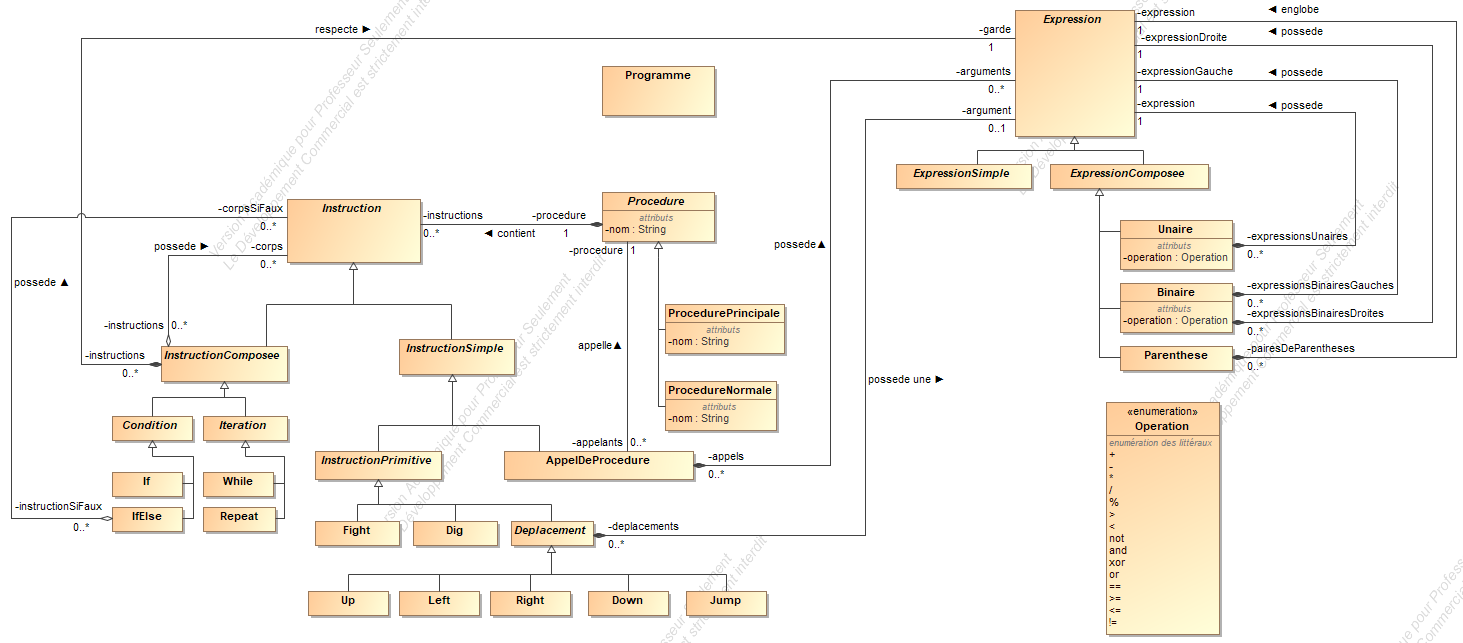 Expression
-expression
englobe
1
possede
-expressionDroite
1
-expressionGauche
possede
1
-expression
possede
1
respecte
-garde
1
-arguments
0..*
-argument
0..1
Programme
ExpressionSimple
ExpressionComposee
-corpsSiFaux
0..*
possede
-corps
0..*
Instruction
-instructions
0..*
contient
-procedure
1
Procedure
attributs
-nom : String
-procedure
1
possede
Unaire
attributs
-operation : Operation
-expressionsUnaires
0..*
possede
Binaire
attributs
-operation : Operation
-expressionsBinairesGauches
0..*
-expressionsBinairesDroites
0..*
Parenthese
-pairesDeParentheses
0..*
ProcedurePrincipale
attributs
-nom : String
-instructions
0..*
-instructions
0..*
InstructionComposee
InstructionSimple
appelle
possede une
ProcedureNormale
attributs
-nom : String
Condition
Iteration
If
While
IfElse
Repeat
-instructionSiFaux
0..*
InstructionPrimitive
-appelants
0..*
AppelDeProcedure
-appels
0..*
Fight
Dig
Deplacement
-deplacements
0..*
Up
Left
Right
Down
Jump
«enumeration»
Operation
enumération des littéraux
+
-
*
/
%
>
<
not
and
xor
or
==
>=
<=
!=
Version Académique pour Professeur Seulement
Le Dévelopement Commercial est strictement interdit